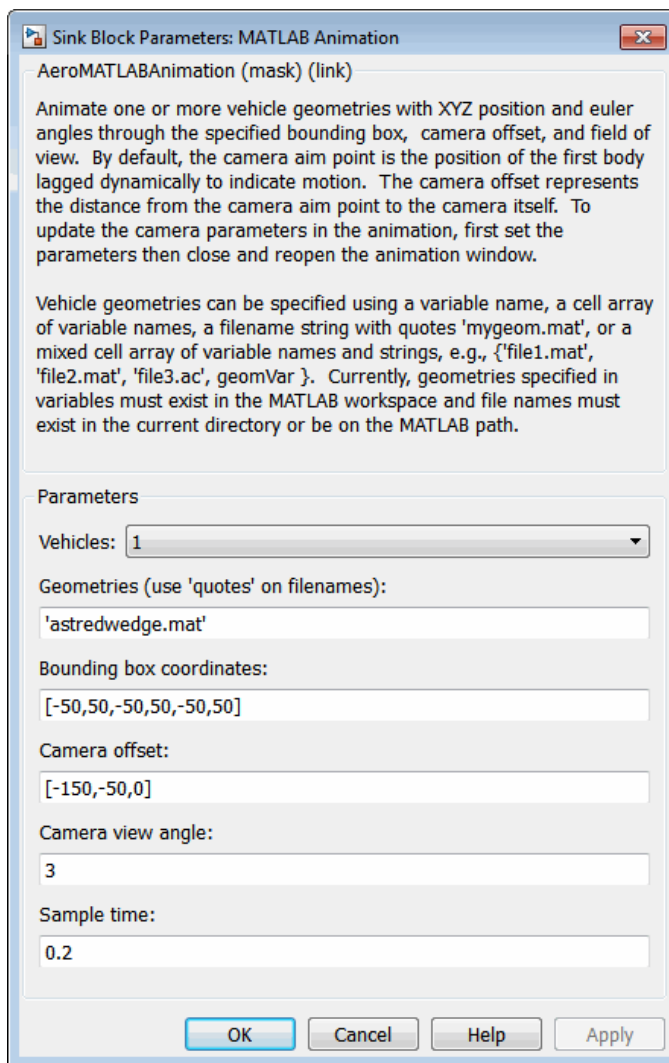 Sink Block Parameters: MATLAB Animation
AeroMATLABAnimation (mask) (link)
Animate one or more vehicle geometries with XYZ position and euler
angles through the specified bounding box,  camera offset, and field of
view.  By default, the camera aim point is the position of the first body
lagged dynamically to indicate motion.  The camera offset represents
the distance from the camera aim point to the camera itself.  To
update the camera parameters in the animation, first set the
parameters then close and reopen the animation window.
Vehicle geometries can be specified using a variable name, a cell array
of variable names, a filename string with quotes 'mygeom.mat', or a
mixed cell array of variable names and strings, e.g., {'file1.mat',
'file2.mat', 'file3.ac', geomVar }.  Currently, geometries specified in
variables must exist in the MATLAB workspace and file names must
exist in the current directory or be on the MATLAB path.
Parameters
Vehicles: 1
Geometries (use 'quotes' on filenames):
'astredwedge.mat'
Bounding box coordinates:
[-50,50,-50,50,-50,50]
Camera offset:
[-150,-50,0]
Camera view angle:
3
Sample time:
0.2
OK Cancel Help Apply